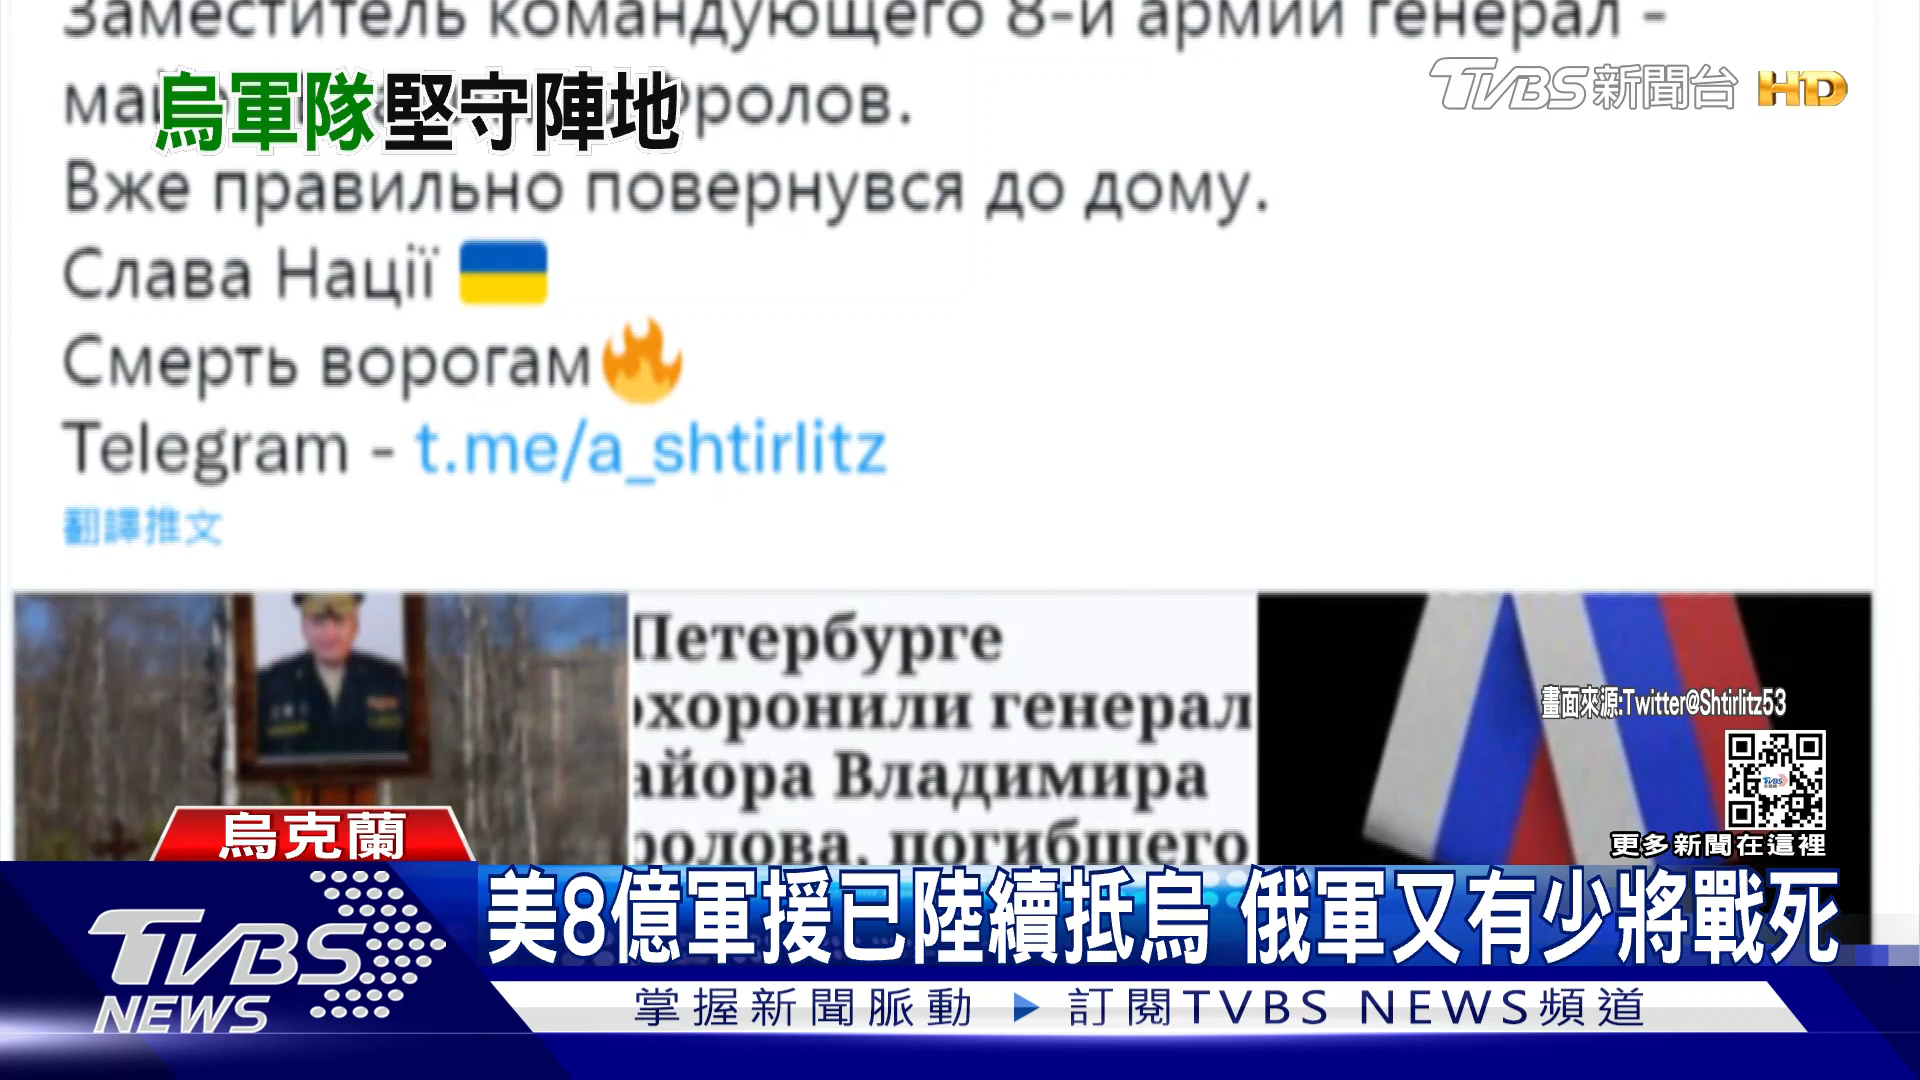 Заместитель командующего 8-й армии генерал -
烏軍隊堅守陣地
ролов.
TVBS新聞台 HD
Вже правильно повернувся до дому.
Слава Нації
Смерть ворогам
Telegram - t.me/a_shtirlitz
翻譯推文
Петербурге
охоронили генерал
айора Владимира
ролова, погибшего
畫面來源:Twitter@Shtirlitz53
TVBS
更多新聞在這裡
烏克蘭
美8億軍援已陸續抵烏 俄軍又有少將戰死
TVBS
NEWS
掌握新聞脈動 ▶ 訂閱TVBS NEWS頻道